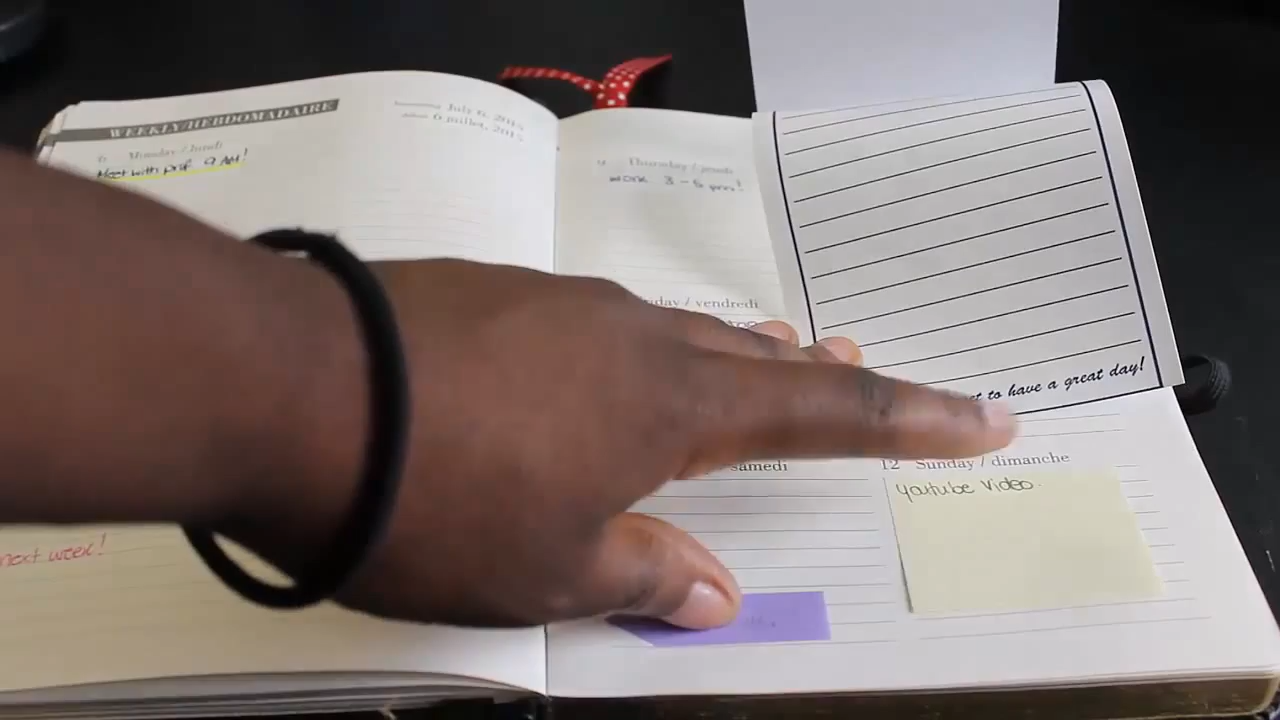 WEEKLY/HEBDOMADAIRE
July 6, 2015
6 juillet, 2015
6 Monday / lundi
Meet with prof 9 AM!
9 Thursday / jeudi
work 3 - 5 pm!
/ vendredi
to have a great day!
samedi
12 Sunday / dimanche
youtube video.
next week!